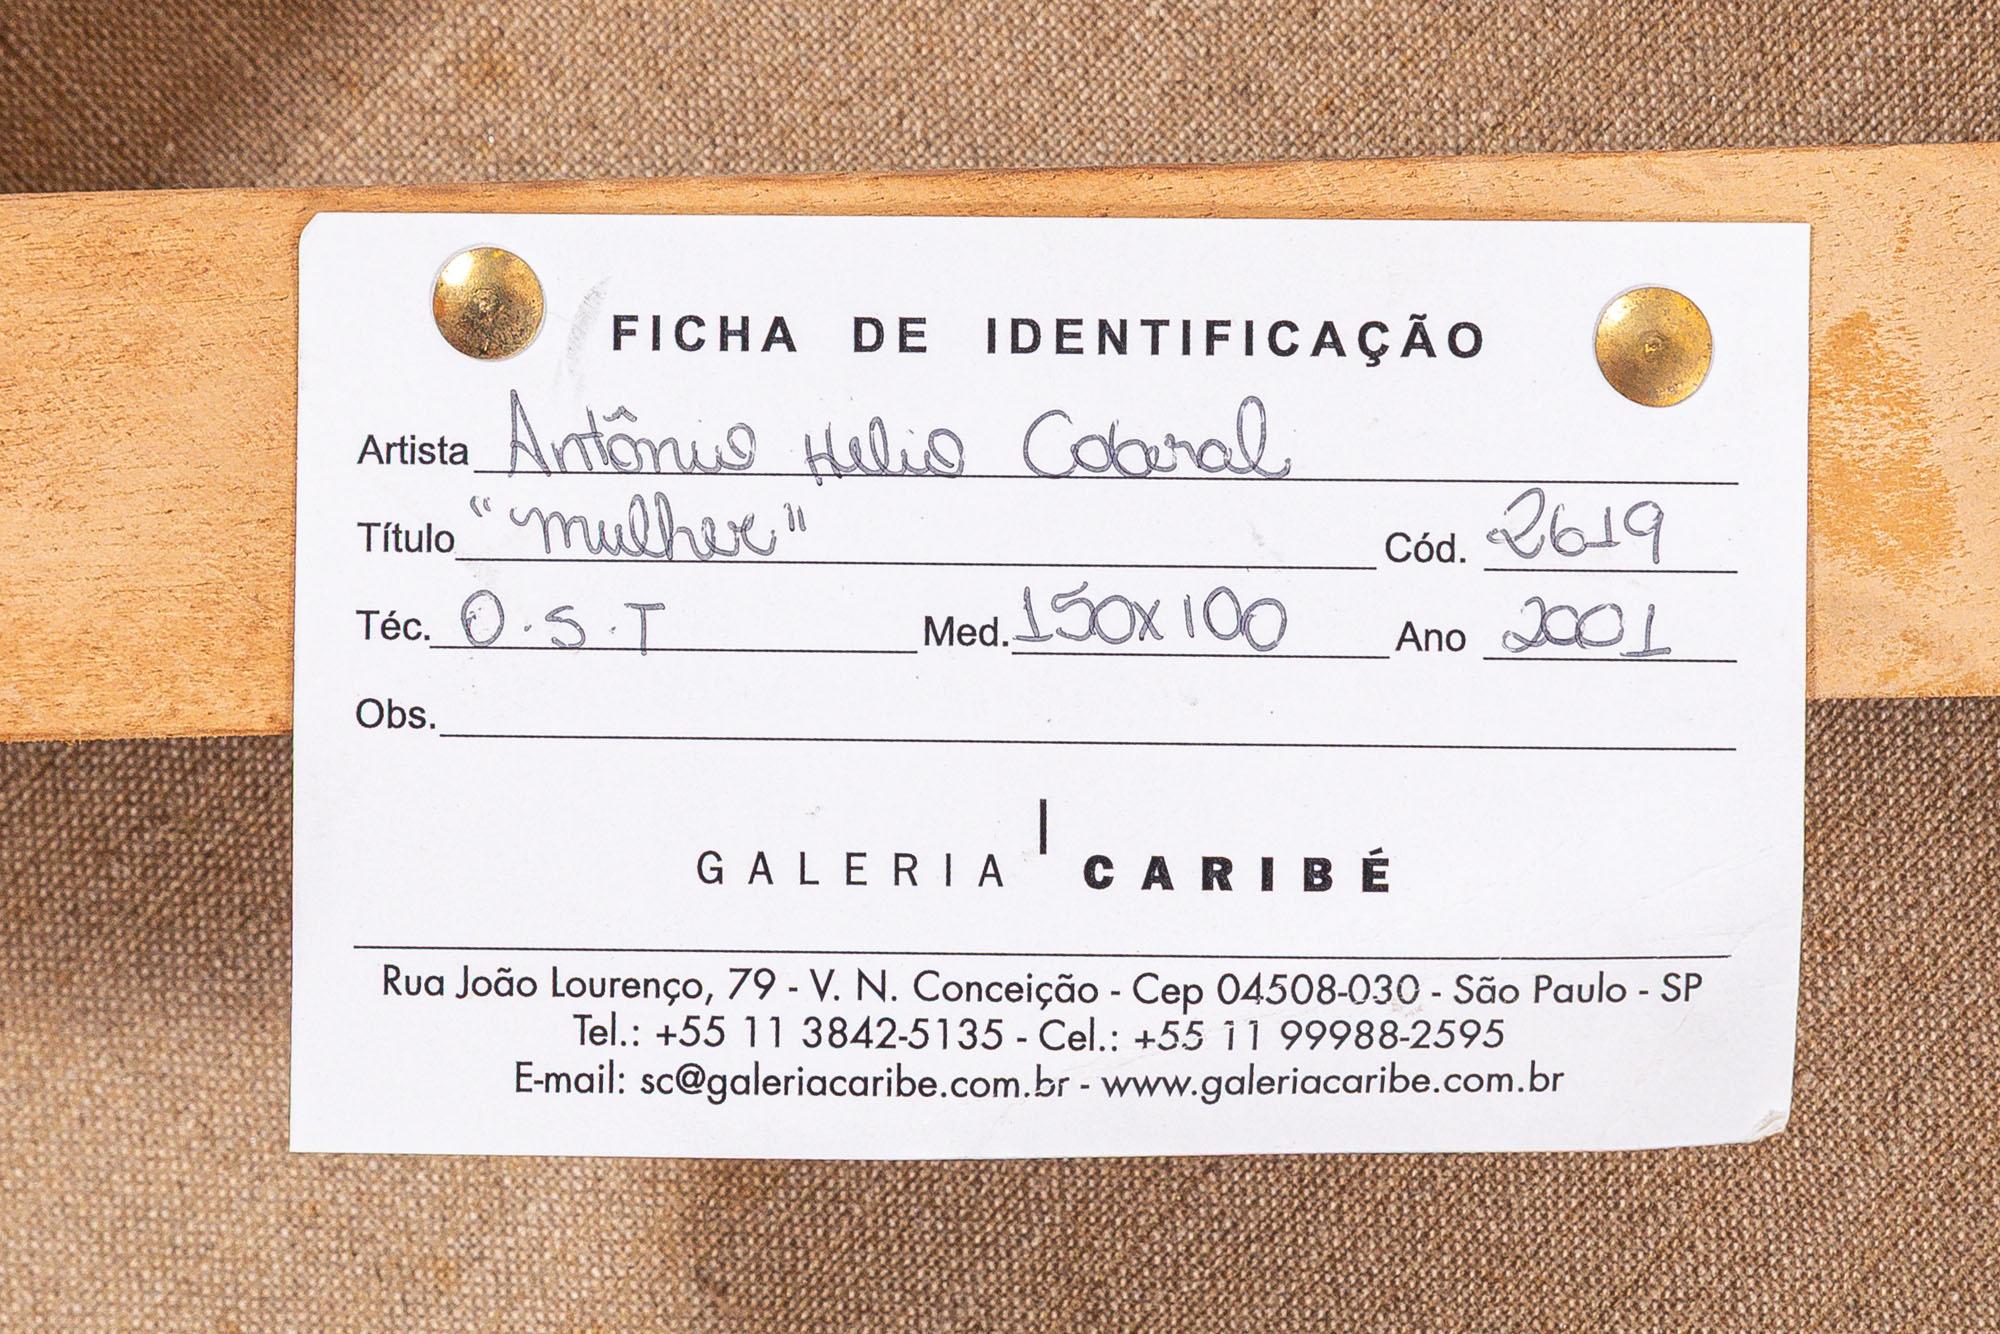 FICHA DE IDENTIFICAÇÃO
Artista Antônio Helio Cabral
Título "mulher" Cód. 2619
Téc. O.S.T Med. 150x100 Ano 2001
Obs.
GALERIA CARIBÉ
Rua João Lourenço, 79 - V. N. Conceição - Cep 04508-030 - São Paulo - SP
Tel.: +55 11 3842-5135 - Cel.: +55 11 99988-2595
E-mail: sc@galeriacaribe.com.br - www.galeriacaribe.com.br